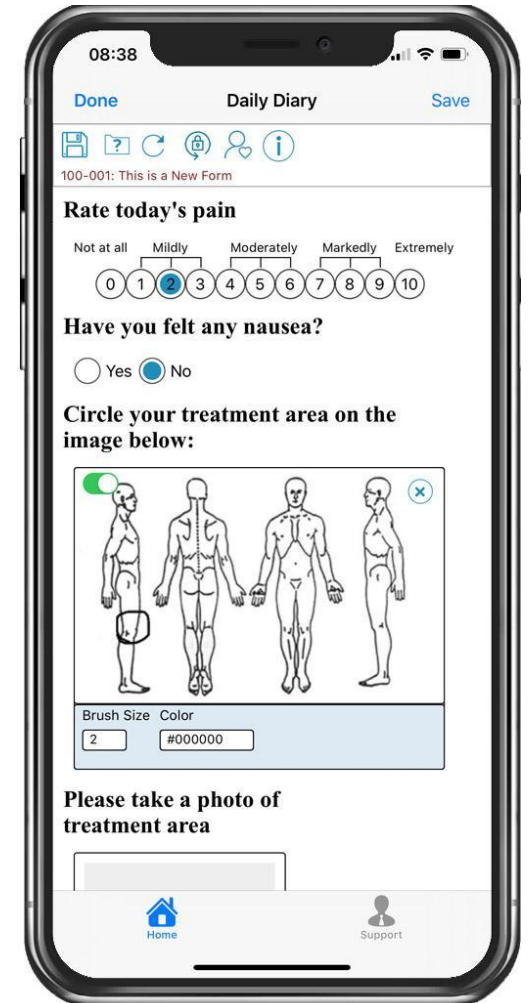 08:38
Done Daily Diary Save
100-001: This is a New Form
Rate today's pain
Not at all Mildly Moderately Markedly Extremely
0 1 2 3 4 5 6 7 8 9 10
Have you felt any nausea?
Yes No
Circle your treatment area on the
image below:
Brush Size Color
2 #000000
Please take a photo of
treatment area
Home Support